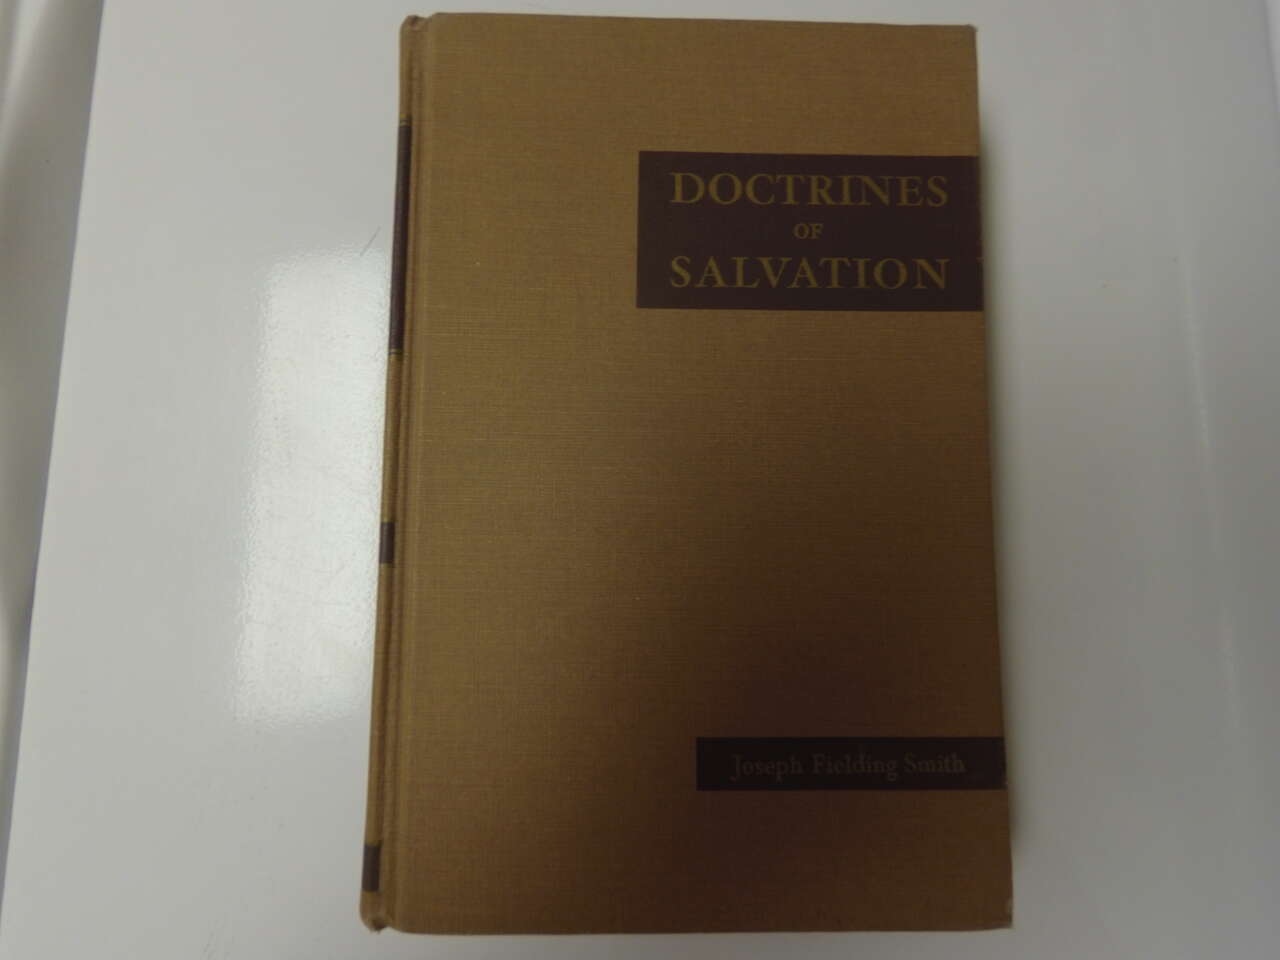 DOCTRINES
OF
SALVATION
Joseph Fielding Smith